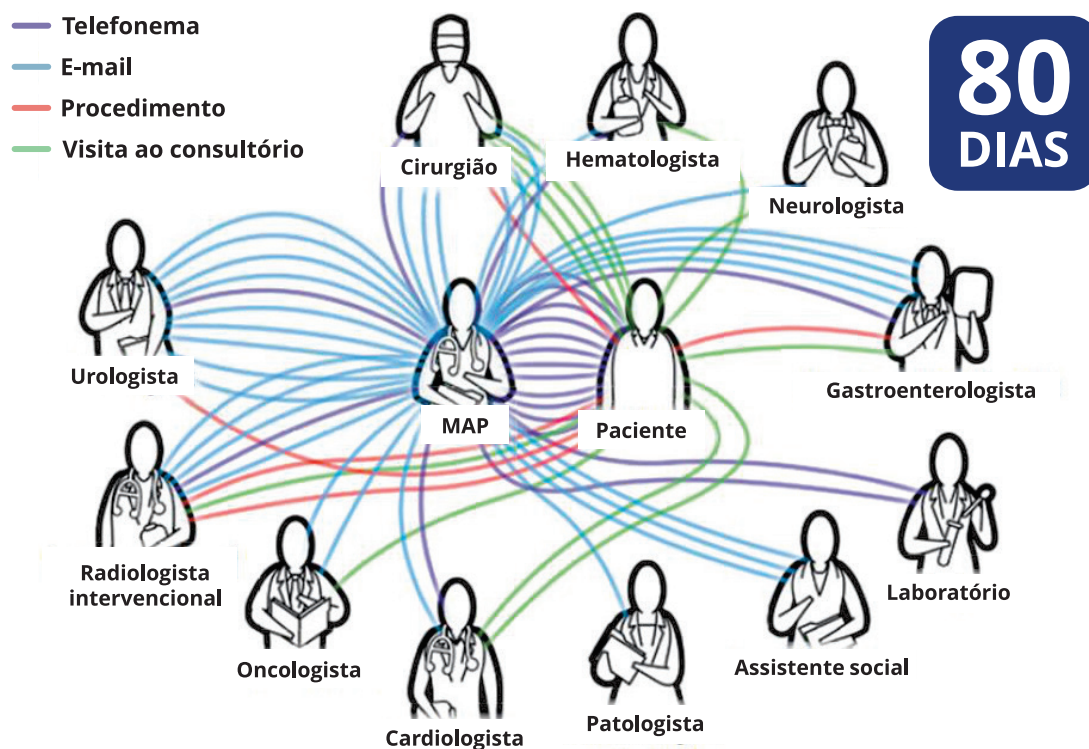 Telefonema
E-mail
Procedimento
Visita ao consultório
80
DIAS
Cirurgião
Hematologista
Neurologista
Urologista
MAP
Paciente
Gastroenterologista
Radiologista
intervencional
Oncologista
Cardiologista
Patologista
Assistente social
Laboratório